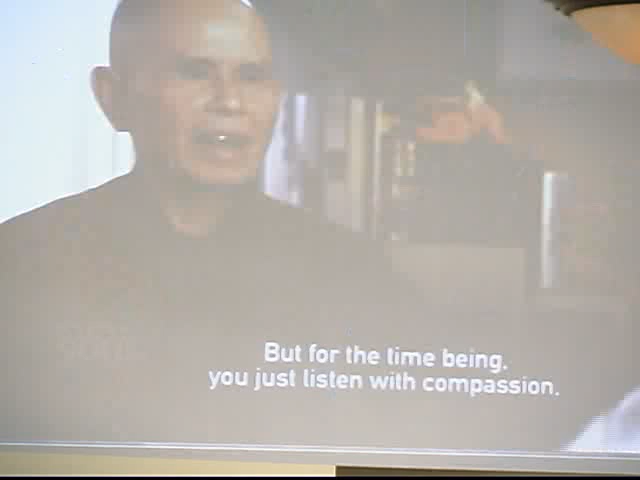 But for the time being,
you just listen with compassion.